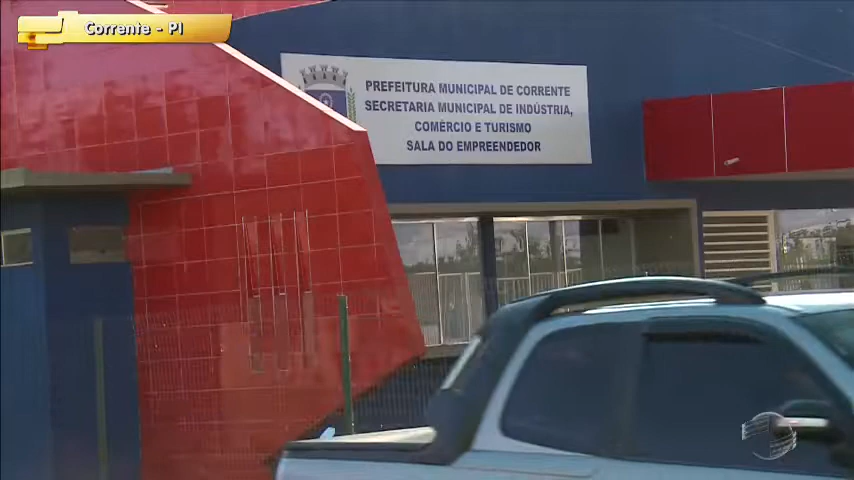 Corrente - PI
PREFEITURA MUNICIPAL DE CORRENTE
SECRETARIA MUNICIPAL DE INDÚSTRIA,
COMÉRCIO E TURISMO
SALA DO EMPREENDEDOR